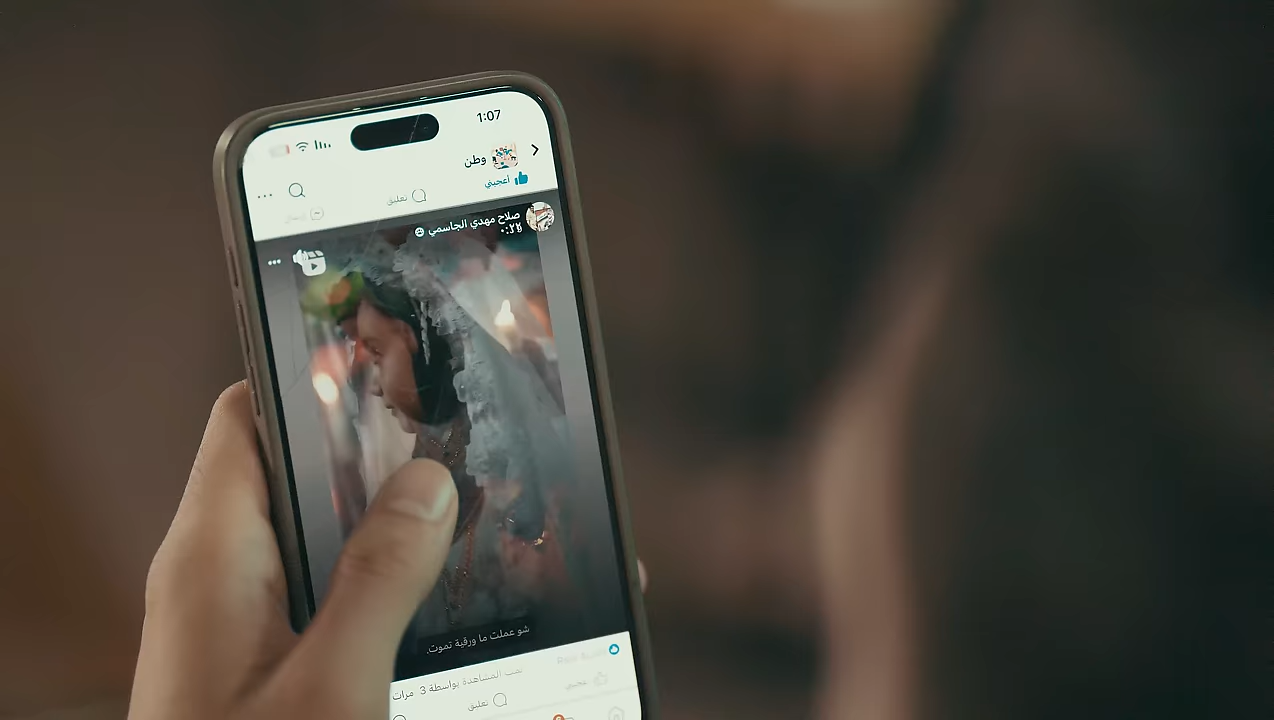 1:07
وطن
أعجبني
تعليق
صلاح مهدي الجاسمي
شو عملت ما ورقية تموت.
تمت المشاهدة بواسطة 3 مرات
تعليق